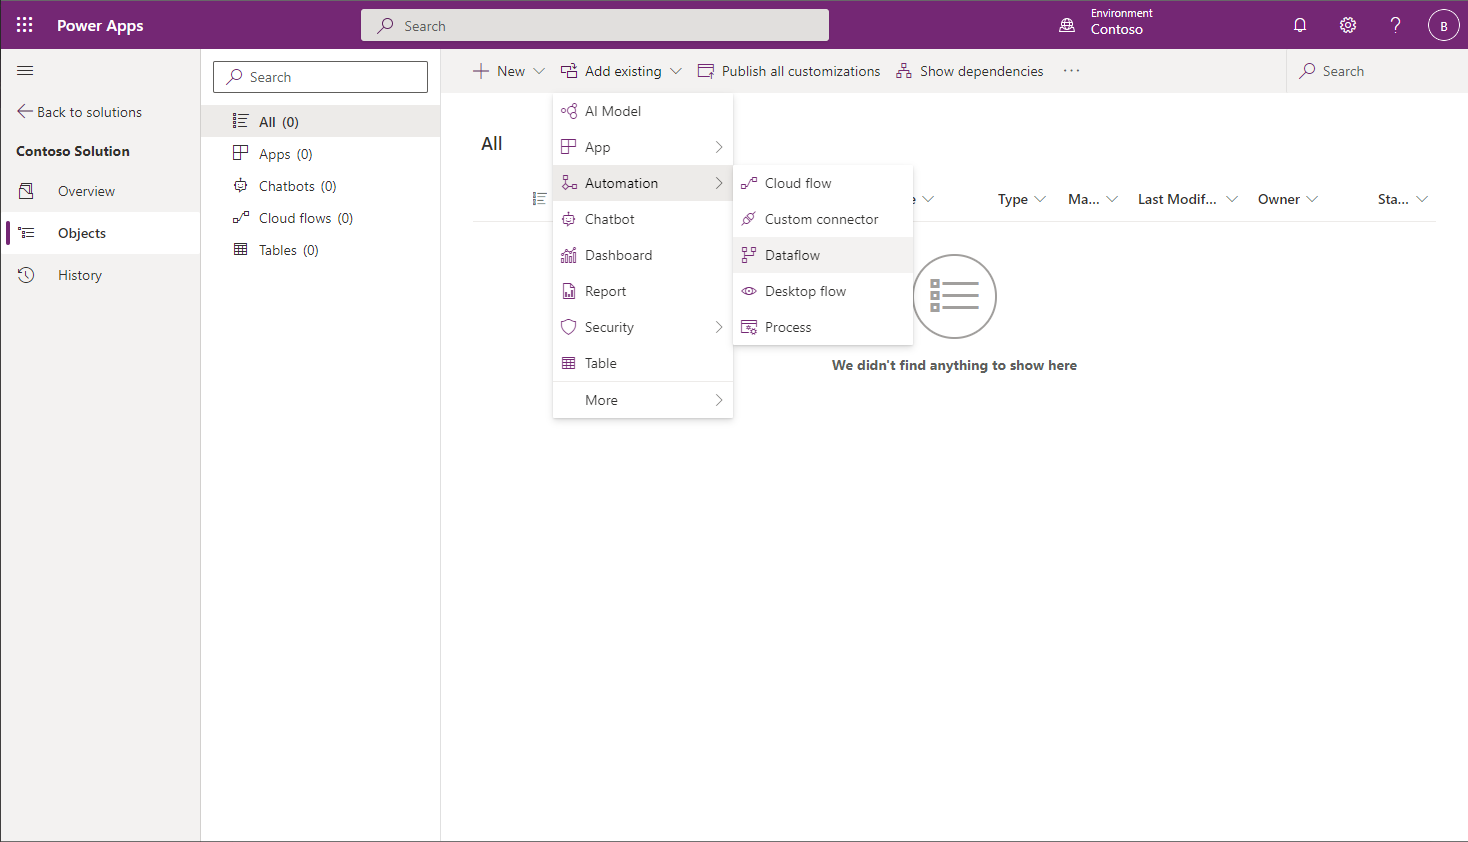 Power Apps
Search
Environment
Contoso
?
B
Back to solutions
Contoso Solution
Overview
Objects
History
Search
All (0)
Apps (0)
Chatbots (0)
Cloud flows (0)
Tables (0)
New
Add existing
Publish all customizations
Show dependencies
...
Search
All
AI Model
App
Automation
Chatbot
Dashboard
Report
Security
Table
More
Cloud flow
Custom connector
Dataflow
Desktop flow
Process
Type
Ma...
Last Modif...
Owner
Sta...
We didn't find anything to show here